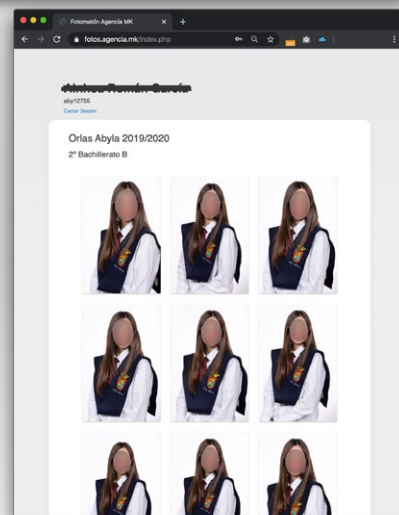 Fotomatón Agencia MK
fotos.agencia.mk/index.php
aby12755
Cerrar Sesión
Orlas Abyla 2019/2020
2º Bachillerato B